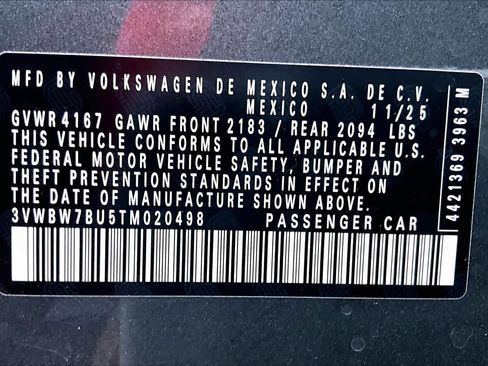 MFD BY VOLKSWAGEN DE MEXICO S.A. DE C.V.
MEXICO 11/25
GVWR 4167 GAWR FRONT 2183 / REAR 2094 LBS
THIS VEHICLE CONFORMS TO ALL APPLICABLE
FEDERAL MOTOR VEHICLE SAFETY, BUMPER AND
THEFT PREVENTION STANDARDS IN EFFECT ON
THE DATE OF MANUFACTURE SHOWN ABOVE.
3VWBW7BU5TM020498 PASSENGER CAR
4421369 3963 M